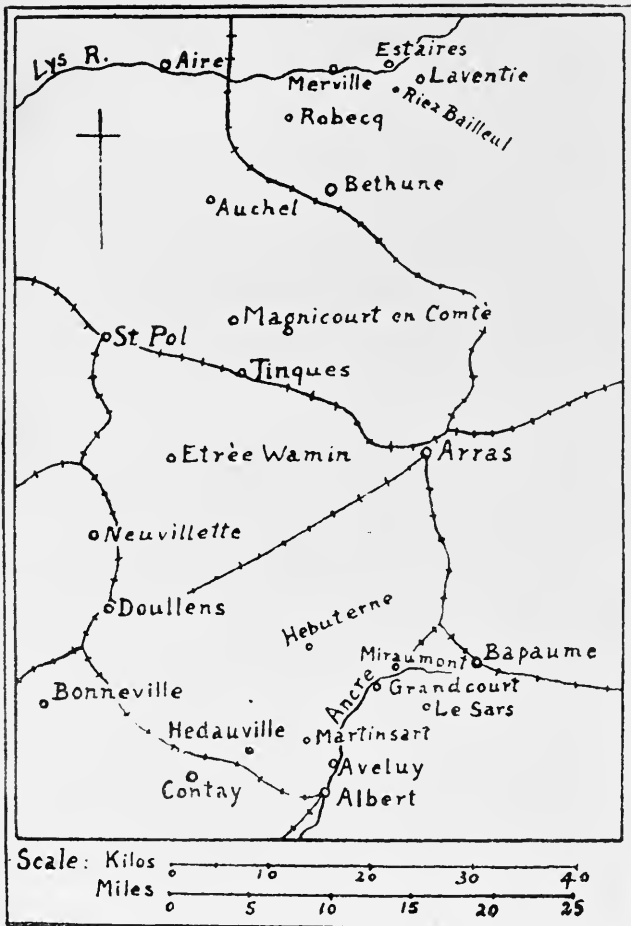 Lys R.
Aire
Estaires
Merville
Laventie
Riez Bailleul
Robecq
Bethune
Auchel
Magnicourt en Comtè
St Pol
Tinques
Etrèe Wamin
Arras
Neuvillette
Doullens
Hebuterne
Miraumont
Bapaume
Ancre
Grandcourt
Bonneville
Le Sars
Hedauville
Martinsart
Aveluy
Contay
Albert
Scale: Kilos 0 10 20 30 40
Miles 0 5 10 15 20 25